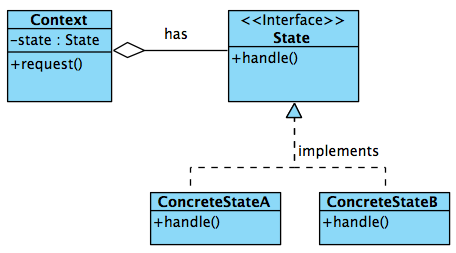 Context
-state : State
+request()
has
<<Interface>>
State
+handle()
implements
ConcreteStateA
+handle()
ConcreteStateB
+handle()